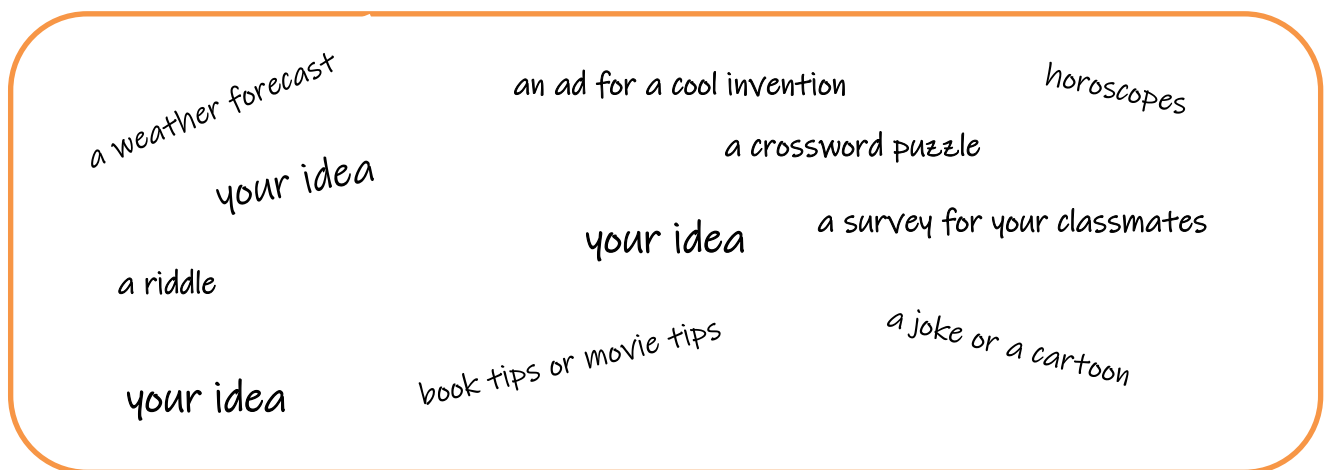 a weather forecast
an ad for a cool invention
horoscopes
a crossword puzzle
your idea
your idea
a survey for your classmates
a riddle
book tips or movie tips
a joke or a cartoon
your idea